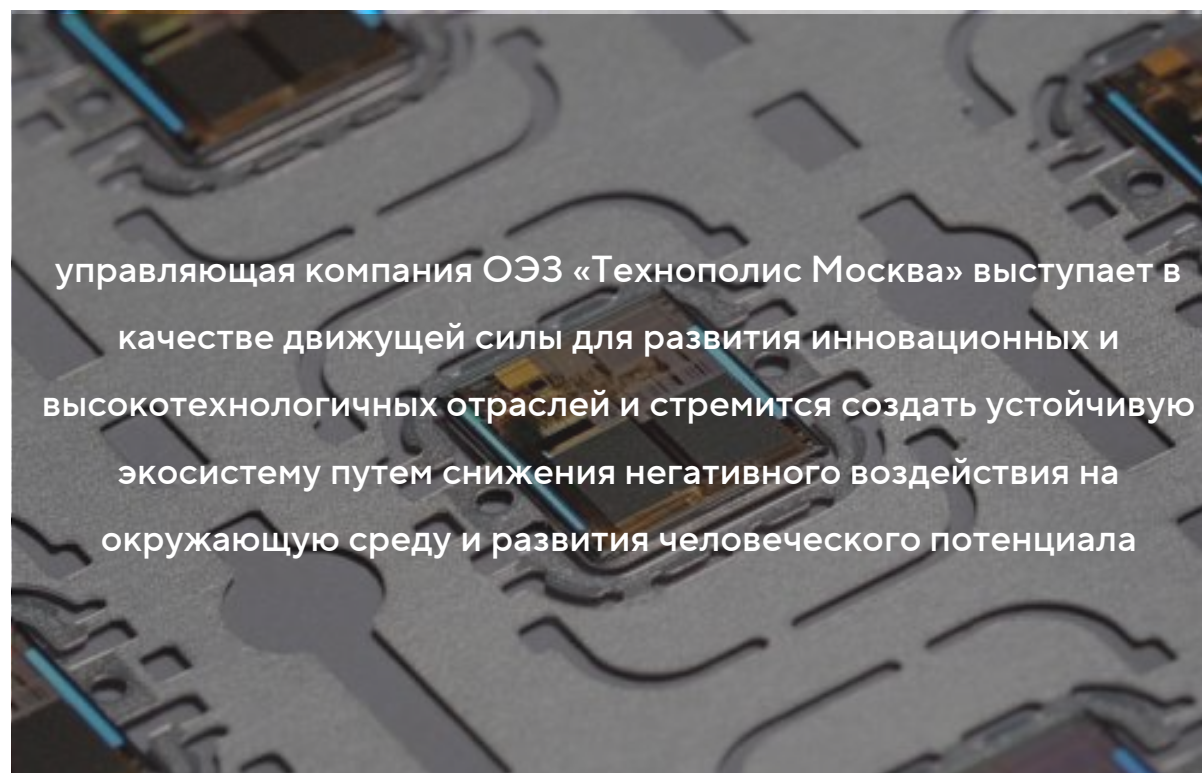 управляющая компания ОЭЗ «Технополис Москва» выступает в
качестве движущей силы для развития инновационных и
высокотехнологичных отраслей и стремится создать устойчивую
экосистему путем снижения негативного воздействия на
окружающую среду и развития человеческого потенциала